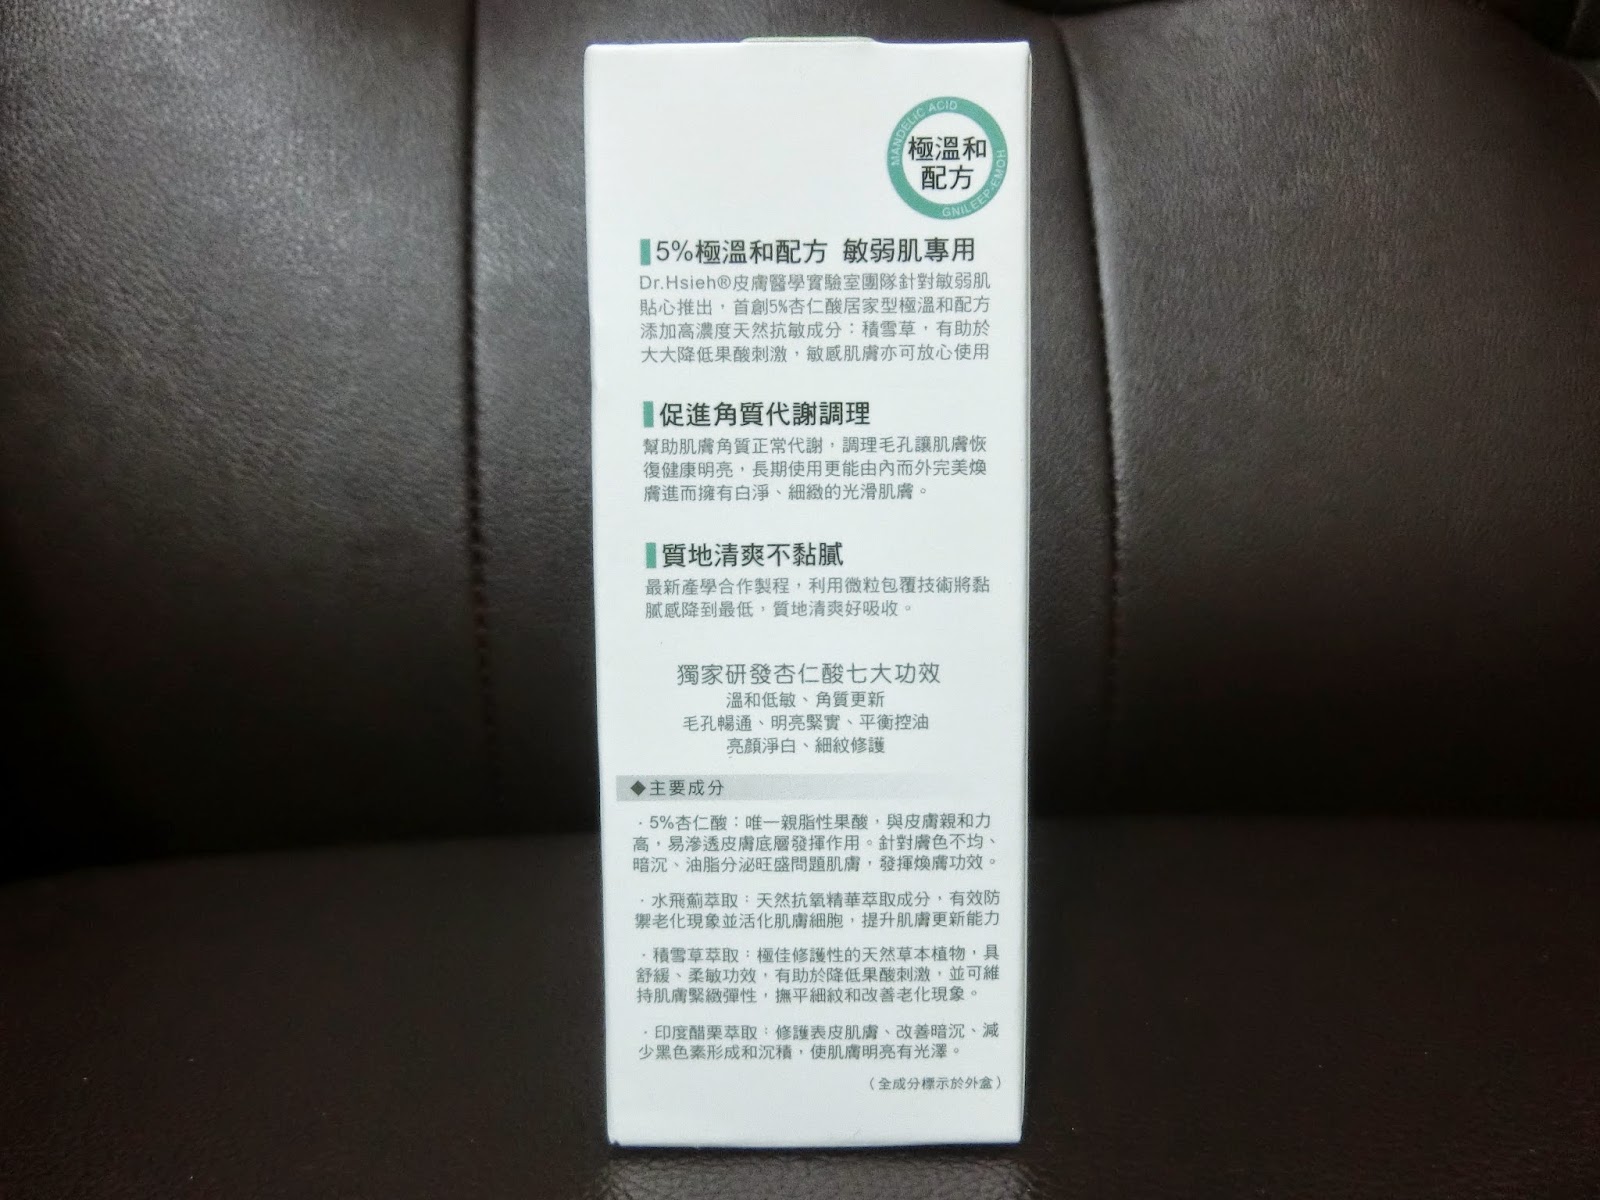 MANDELIC ACID
極溫和
配方
GNILEEP-EMOH
5%極溫和配方 敏弱肌專用
Dr.Hsieh®皮膚醫學實驗室團隊針對敏弱肌
貼心推出，首創5%杏仁酸居家型極溫和配方
添加高濃度天然抗敏成分：積雪草，有助於
大大降低果酸刺激，敏感肌膚亦可放心使用
促進角質代謝調理
幫助肌膚角質正常代謝，調理毛孔讓肌膚恢
復健康明亮，長期使用更能由內而外完美煥
膚進而擁有白淨、細緻的光滑肌膚。
質地清爽不黏膩
最新產學合作製程，利用微粒包覆技術將黏
膩感降到最低，質地清爽好吸收。
獨家研發杏仁酸七大功效
溫和低敏、角質更新
毛孔暢通、明亮緊實、平衡控油
亮顏淨白、細紋修護
◆主要成分
·5%杏仁酸：唯一親脂性果酸，與皮膚親和力
高，易滲透皮膚底層發揮作用。針對膚色不均、
暗沉、油脂分泌旺盛問題肌膚，發揮煥膚功效。
·水飛薊萃取：天然抗氧精華萃取成分，有效防
禦老化現象並活化肌膚細胞，提升肌膚更新能力
·積雪草萃取：極佳修護性的天然草本植物，具
舒緩、柔敏功效，有助於降低果酸刺激，並可維
持肌膚緊緻彈性，撫平細紋和改善老化現象。
·印度醋栗萃取：修護表皮肌膚、改善暗沉、減
少黑色素形成和沉積，使肌膚明亮有光澤。
（全成分標示於外盒）